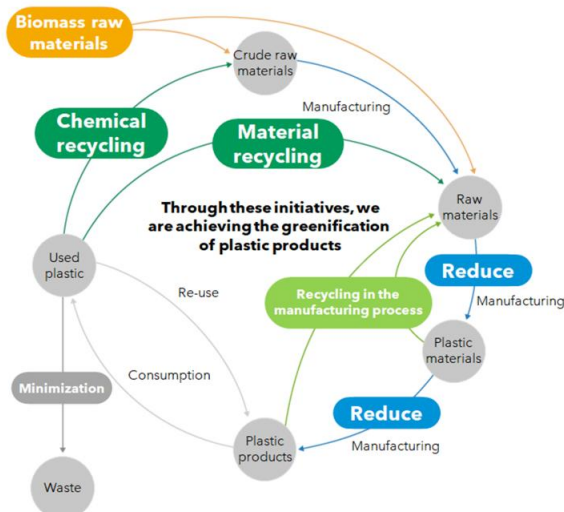 Biomass raw
materials
Crude raw
materials
Manufacturing
Chemical
recycling
Material
recycling
Through these initiatives, we
are achieving the greenification
of plastic products
Raw
materials
Used
plastic
Reduce
Re-use
Recycling in the
manufacturing process
Manufacturing
Plastic
materials
Consumption
Minimization
Reduce
Manufacturing
Plastic
products
Waste